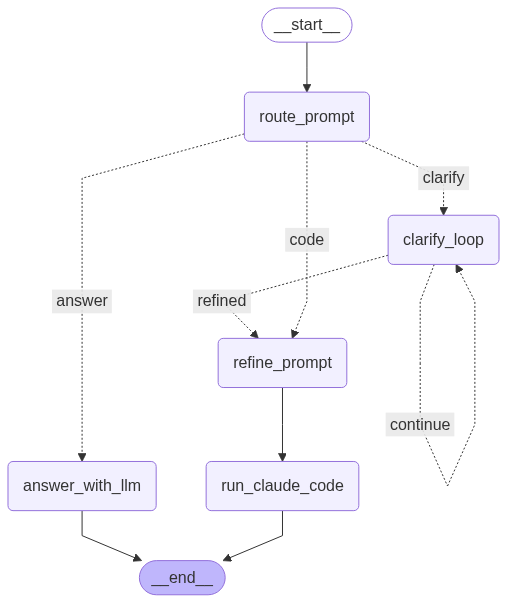 __start__
route_prompt
clarify
code
clarify_loop
answer
refined
refine_prompt
continue
answer_with_llm
run_claude_code
__end__